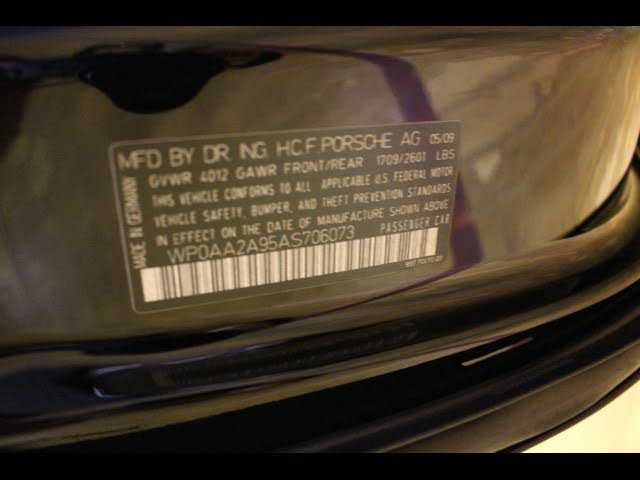 MFD BY DR. ING. H.C. F. PORSCHE AG 05/09
GVWR 4012 GAWR FRONT/REAR 1709/2601 LBS
THIS VEHICLE CONFORMS TO ALL APPLICABLE U.S. FEDERAL MOTOR
VEHICLE SAFETY, BUMPER, AND THEFT PREVENTION STANDARDS
IN EFFECT ON THE DATE OF MANUFACTURE SHOWN ABOVE
WP0AA2A95AS706073 PASSENGER CAR
MADE IN GERMANY